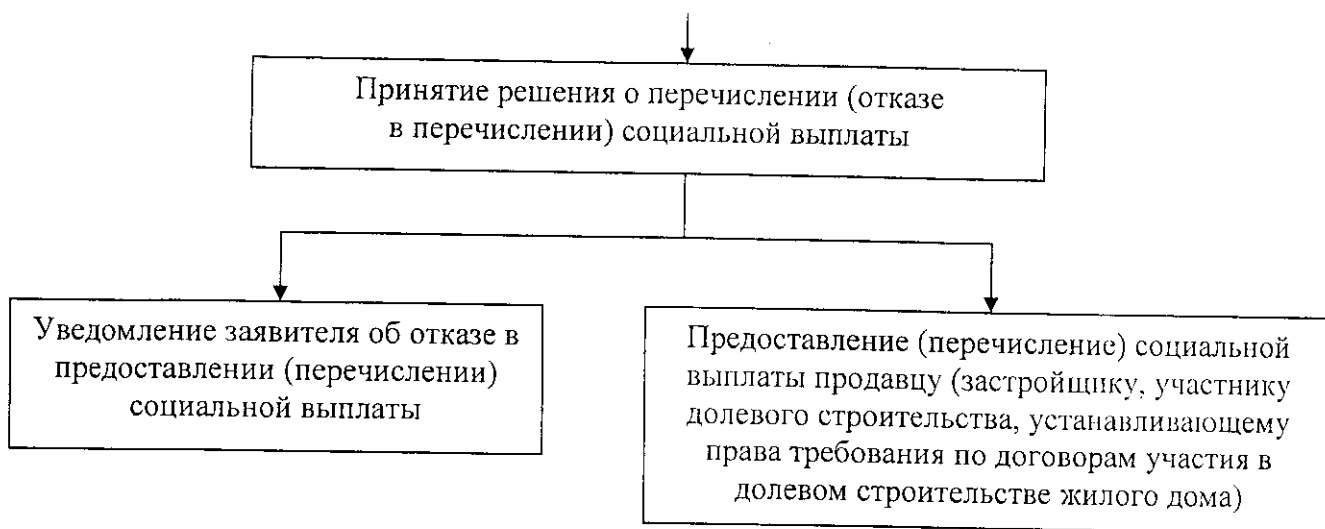 Принятие решения о перечислении (отказе
в перечислении) социальной выплаты
Уведомление заявителя об отказе в
предоставлении (перечислении)
социальной выплаты
Предоставление (перечисление) социальной
выплаты продавцу (застройщику, участнику
долевого строительства, устанавливающему
права требования по договорам участия в
долевом строительстве жилого дома)